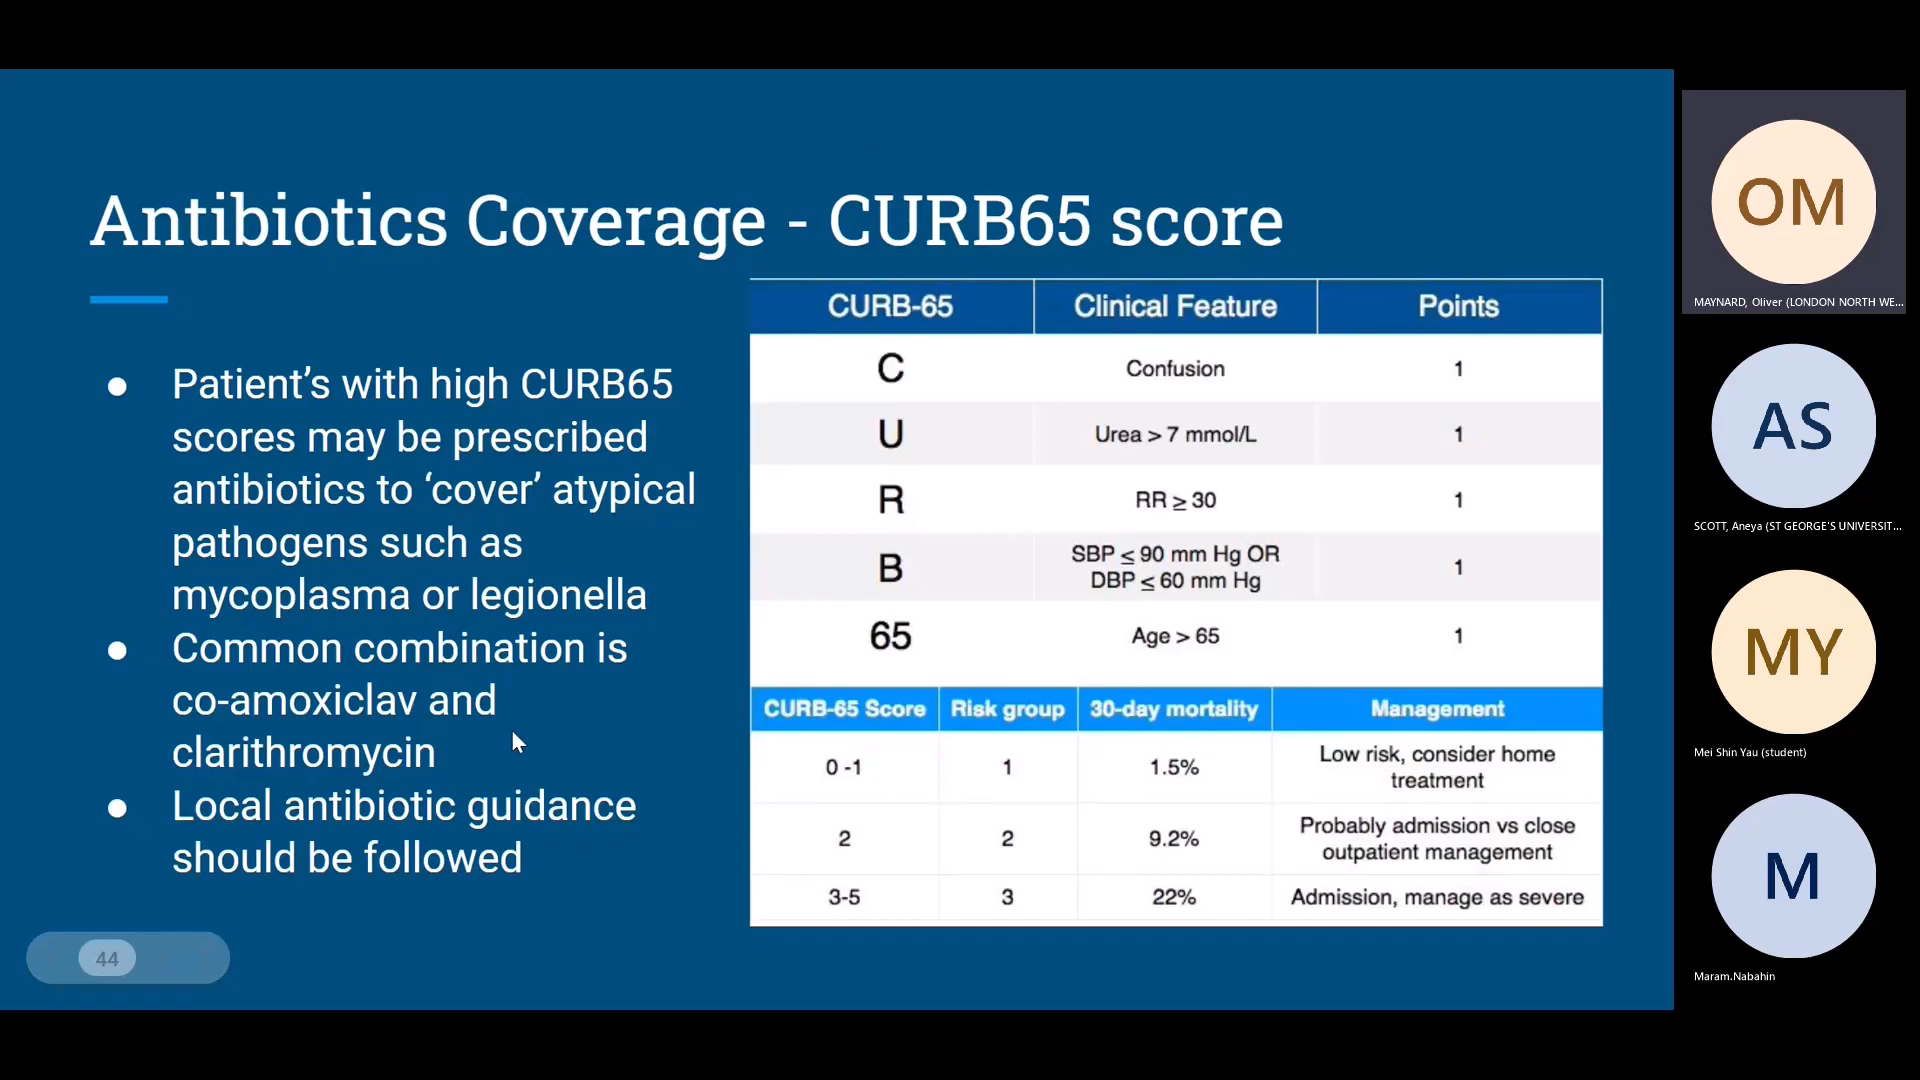 Antibiotics Coverage - CURB65 score
● Patient’s with high CURB65
scores may be prescribed
antibiotics to ‘cover’ atypical
pathogens such as
mycoplasma or legionella
● Common combination is
co-amoxiclav and
clarithromycin
● Local antibiotic guidance
should be followed
44
CURB-65 Clinical Feature Points
C Confusion 1
U Urea > 7 mmol/L 1
R RR ≥ 30 1
B SBP ≤ 90 mm Hg OR
DBP ≤ 60 mm Hg 1
65 Age > 65 1
CURB-65 Score Risk group 30-day mortality Management
0 -1 1 1.5% Low risk, consider home
treatment
2 2 9.2% Probably admission vs close
outpatient management
3-5 3 22% Admission, manage as severe
OM
MAYNARD, Oliver (LONDON NORTH WE...
AS
SCOTT, Aneya (ST GEORGE'S UNIVERSIT...
MY
Mei Shin Yau (student)
M
Maram.Nabahin